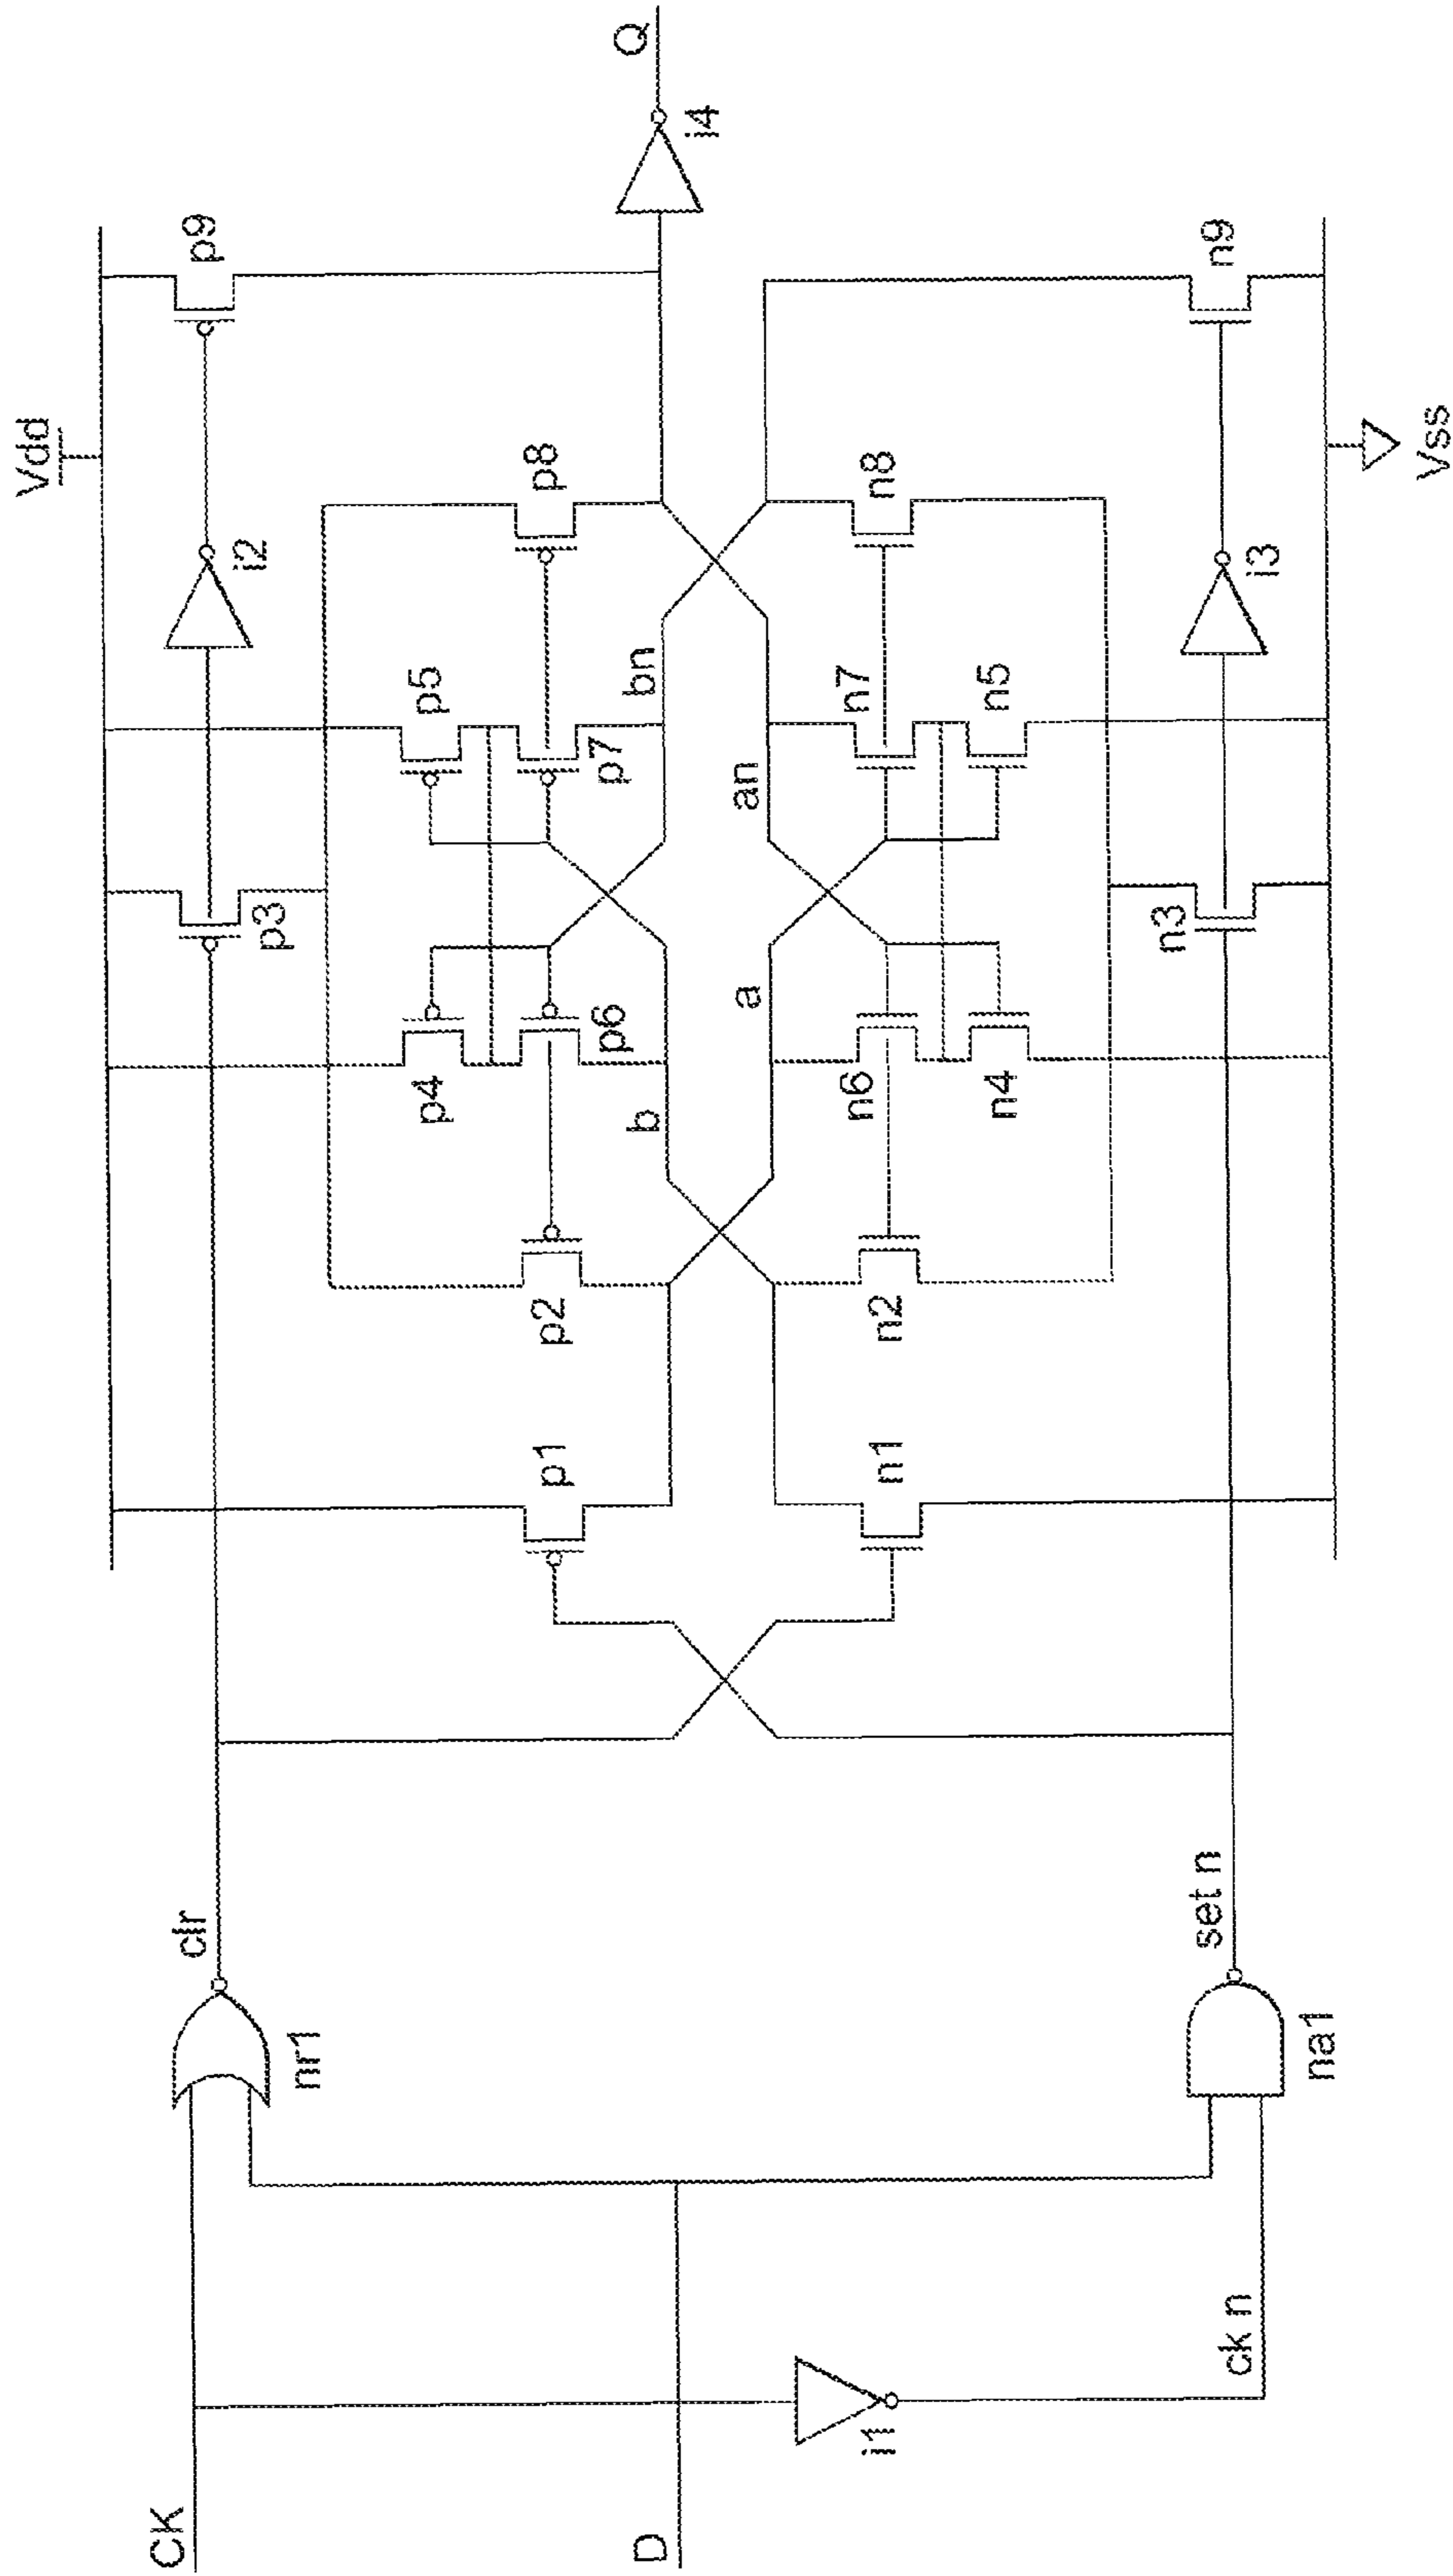 Vdd
CK
nr1
clr
p3
i2
p9
p1
p2
p4
p6
p5
p7
p8
D
b
bn
Q
i4
a
an
i1
n1
n2
n6
n4
n7
n5
n8
ck n
na1
set n
n3
i3
n9
Vss